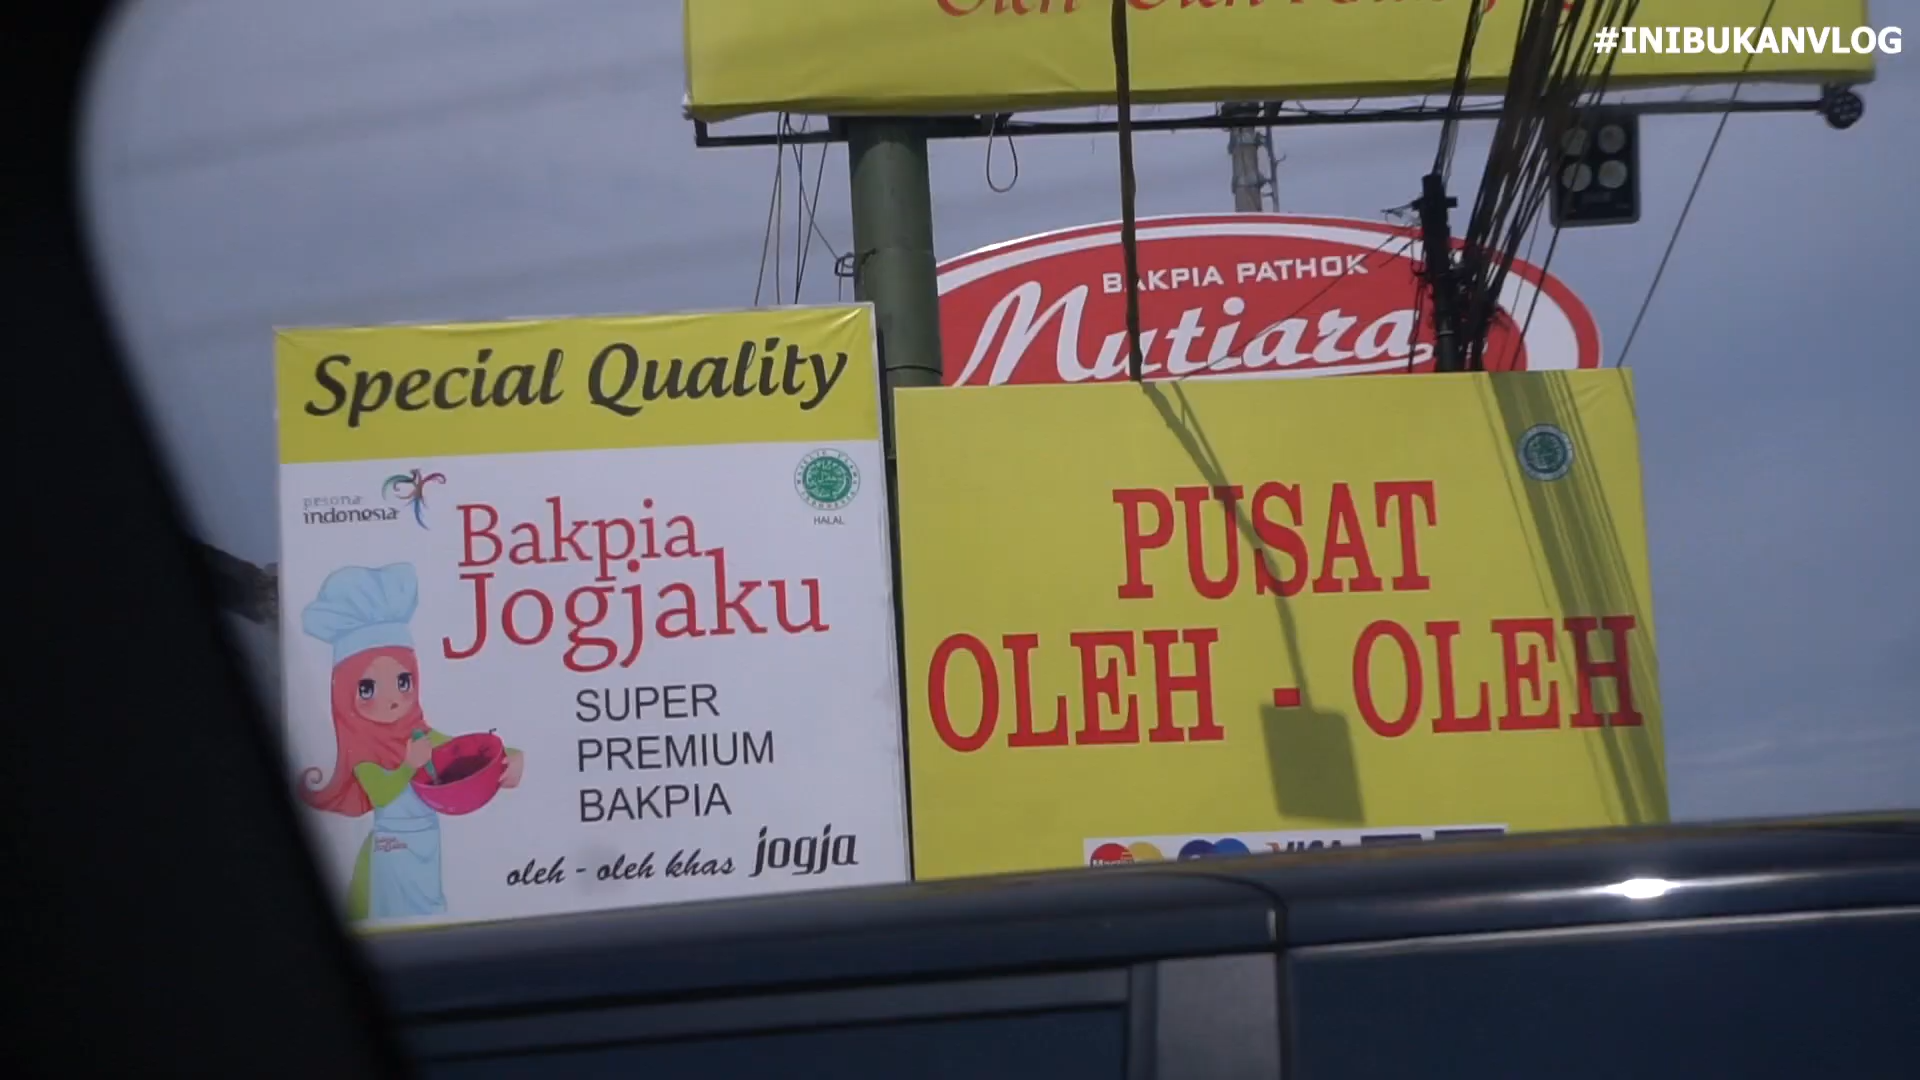 #INIBUKANVLOG
Oleh - Oleh
BAKPIA PATHOK
Mutiara
Special Quality
pesona
indonesia
HALAL
Bakpia
Jogjaku
SUPER
PREMIUM
BAKPIA
oleh - oleh khas jogja
PUSAT
OLEH - OLEH
VISA